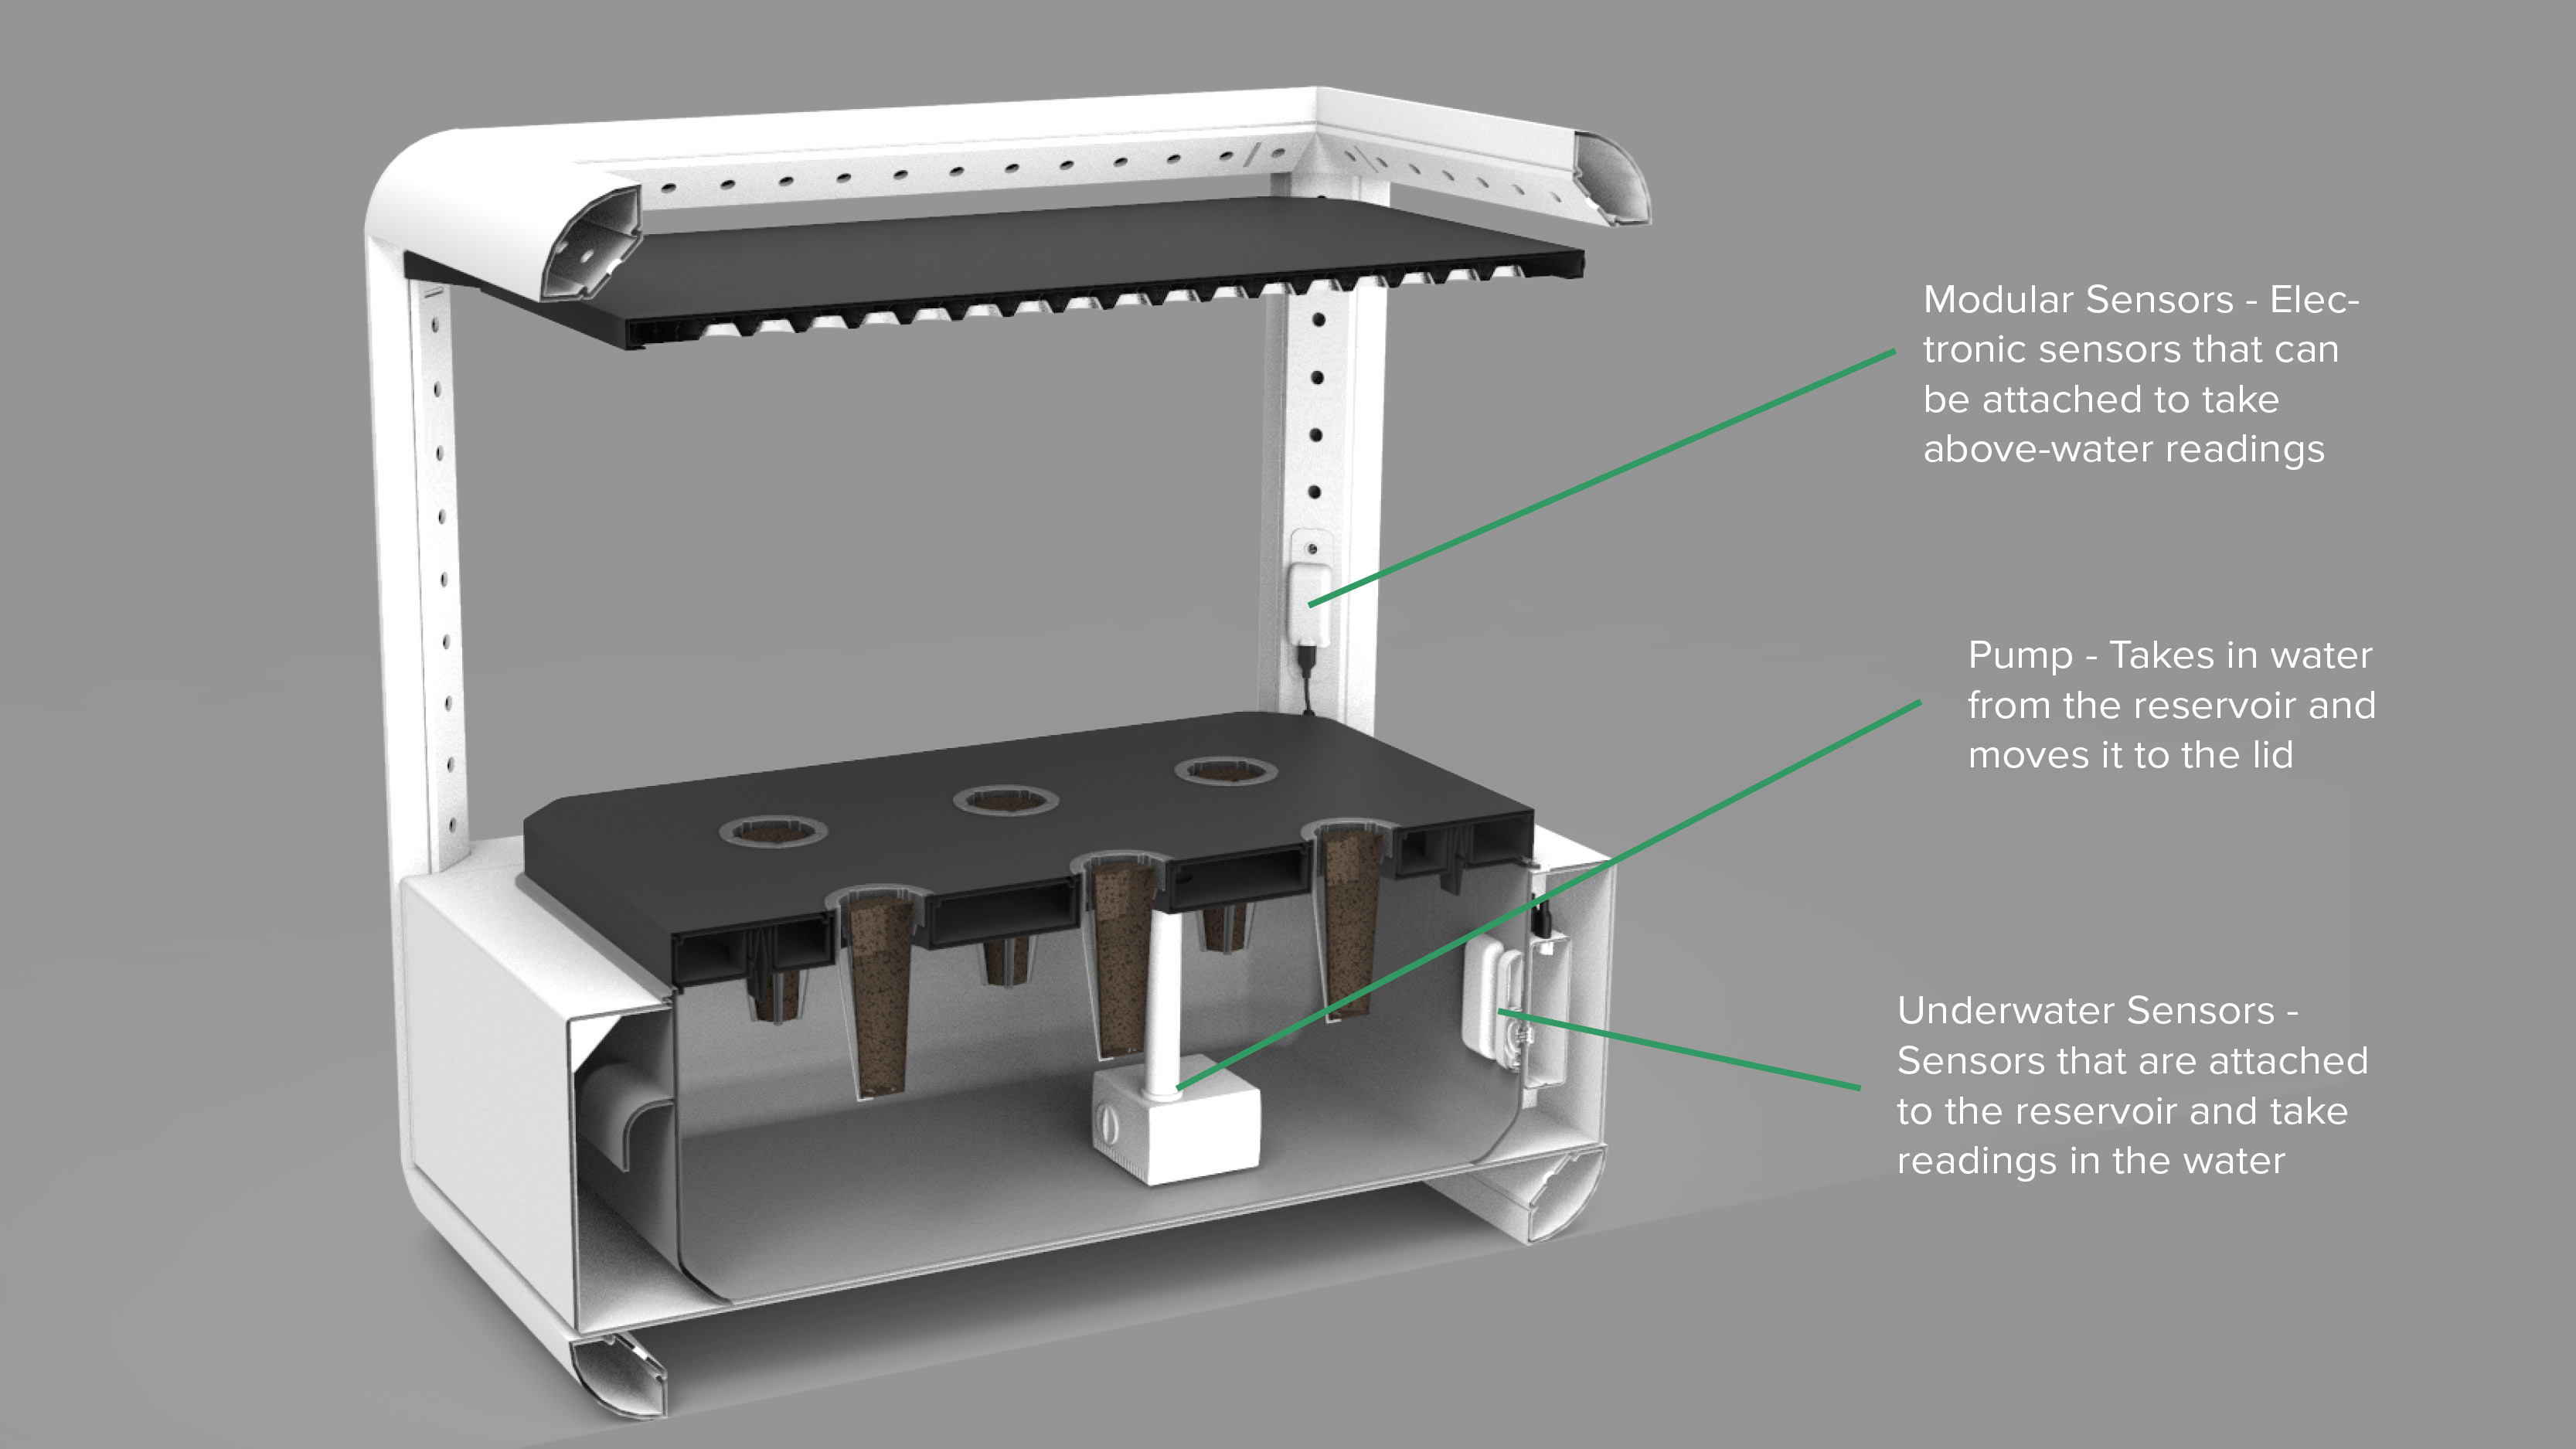 Modular Sensors - Elec-
tronic sensors that can
be attached to take
above-water readings
Pump - Takes in water
from the reservoir and
moves it to the lid
Underwater Sensors -
Sensors that are attached
to the reservoir and take
readings in the water